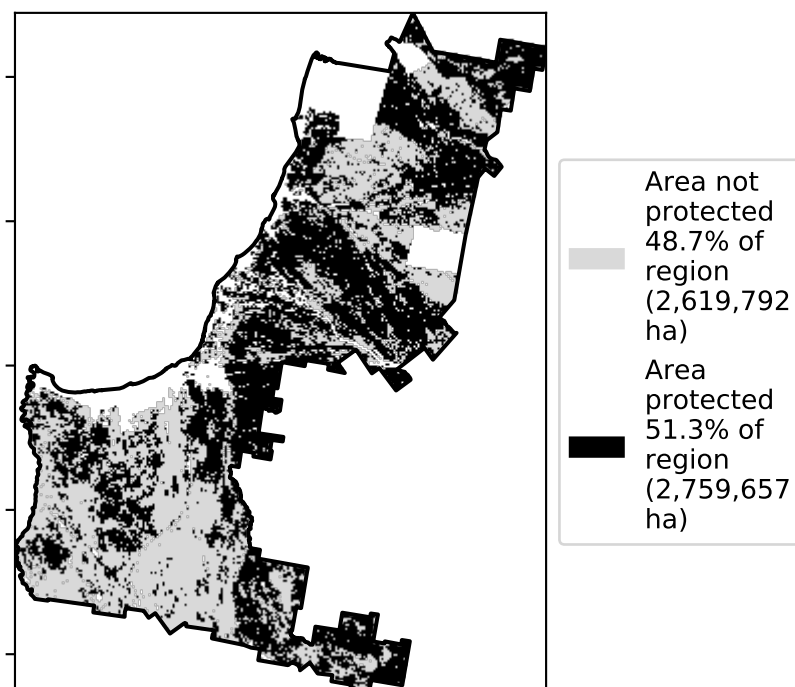 Area not
protected
48.7% of
region
(2,619,792
ha)
Area
protected
51.3% of
region
(2,759,657
ha)